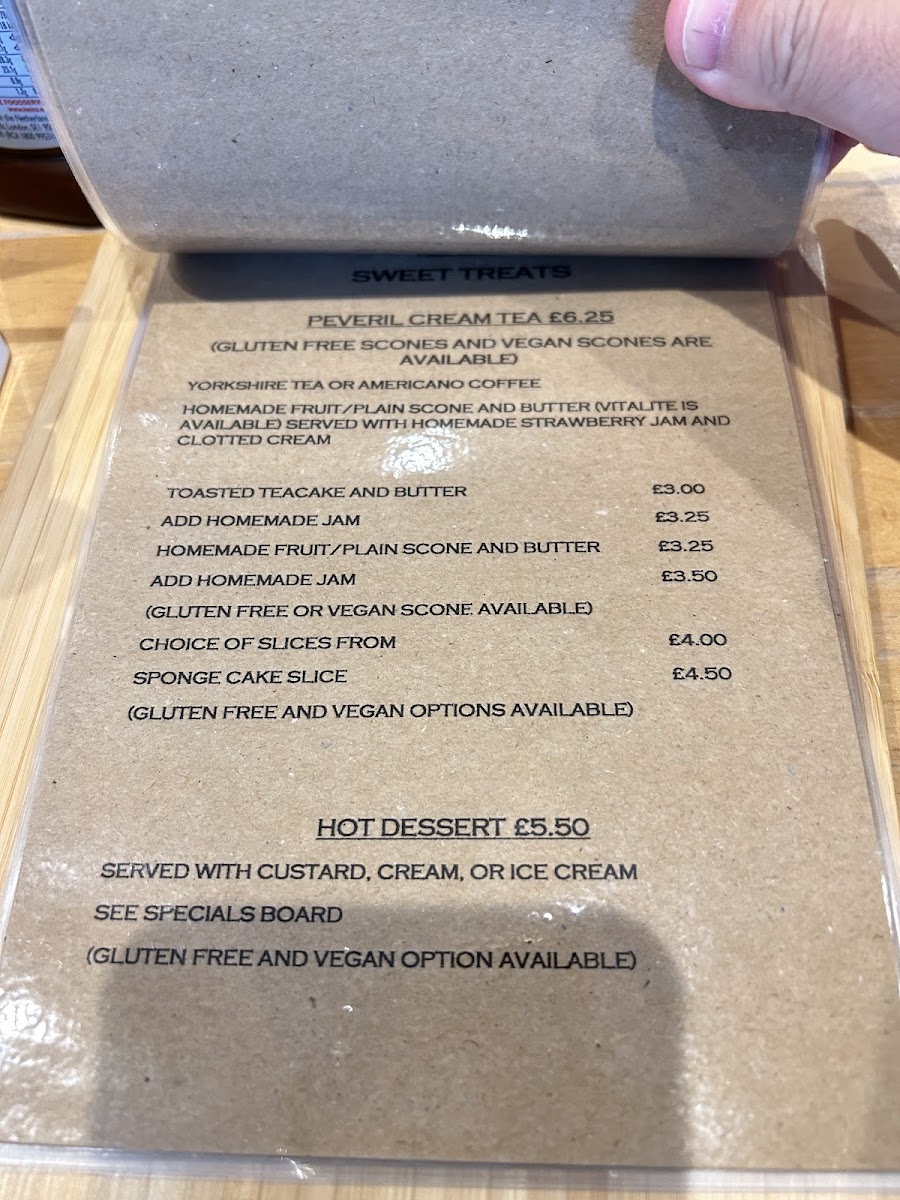 SWEET TREATS
PEVERIL CREAM TEA £6.25
(GLUTEN FREE SCONES AND VEGAN SCONES ARE
AVAILABLE)
YORKSHIRE TEA OR AMERICANO COFFEE
HOMEMADE FRUIT/PLAIN SCONE AND BUTTER (VITALITE IS
AVAILABLE) SERVED WITH HOMEMADE STRAWBERRY JAM AND
CLOTTED CREAM
TOASTED TEACAKE AND BUTTER £3.00
ADD HOMEMADE JAM £3.25
HOMEMADE FRUIT/PLAIN SCONE AND BUTTER £3.25
ADD HOMEMADE JAM £3.50
(GLUTEN FREE OR VEGAN SCONE AVAILABLE)
CHOICE OF SLICES FROM £4.00
SPONGE CAKE SLICE £4.50
(GLUTEN FREE AND VEGAN OPTIONS AVAILABLE)
HOT DESSERT £5.50
SERVED WITH CUSTARD, CREAM, OR ICE CREAM
SEE SPECIALS BOARD
(GLUTEN FREE AND VEGAN OPTION AVAILABLE)